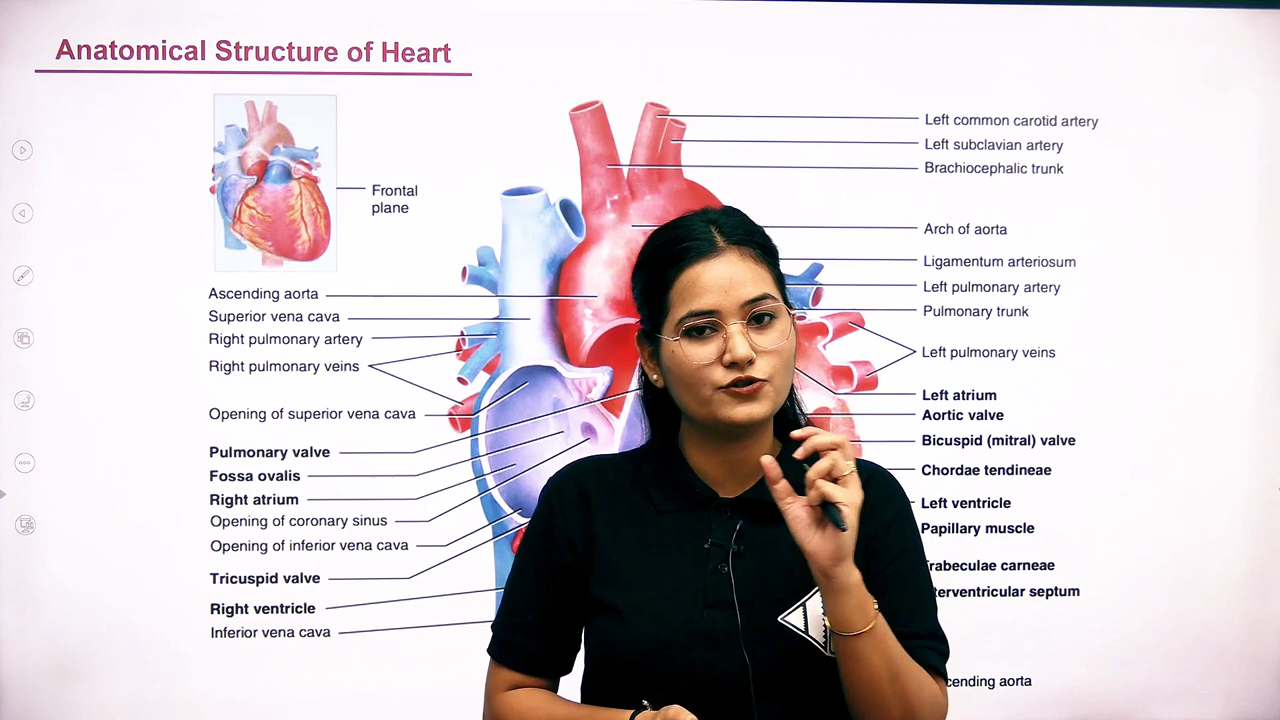 Anatomical Structure of Heart
Frontal
plane
Ascending aorta
Superior vena cava
Right pulmonary artery
Right pulmonary veins
Opening of superior vena cava
Pulmonary valve
Fossa ovalis
Right atrium
Opening of coronary sinus
Opening of inferior vena cava
Tricuspid valve
Right ventricle
Inferior vena cava
Left common carotid artery
Left subclavian artery
Brachiocephalic trunk
Arch of aorta
Ligamentum arteriosum
Left pulmonary artery
Pulmonary trunk
Left pulmonary veins
Left atrium
Aortic valve
Bicuspid (mitral) valve
Chordae tendineae
Left ventricle
Papillary muscle
carneae
septum
aorta